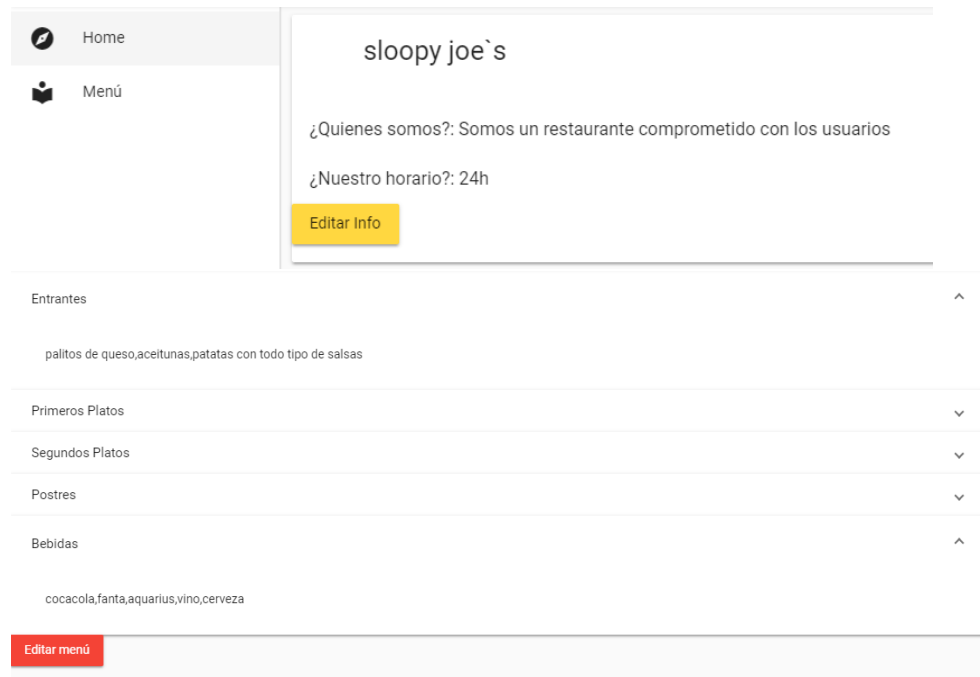 Home
Menú
sloopy joe`s
¿Quienes somos?: Somos un restaurante comprometido con los usuarios
¿Nuestro horario?: 24h
Editar Info
Entrantes
palitos de queso,aceitunas,patatas con todo tipo de salsas
Primeros Platos
Segundos Platos
Postres
Bebidas
cocacola,fanta,aquarius,vino,cerveza
Editar menú